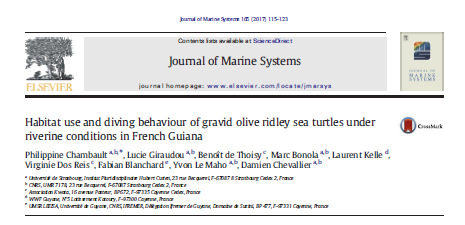 Journal of Marine Systems 165 (2017) 115–123
Contents lists available at ScienceDirect
Journal of Marine Systems
journal homepage: www.elsevier.com/locate/jmarsys
ELSEVIER
JOURNAL OF
MARINE
SYSTEMS
Habitat use and diving behaviour of gravid olive ridley sea turtles under
riverine conditions in French Guiana
CrossMark
Philippine Chambault a,b,*, Lucie Giraudou a,b, Benoît de Thoisy c, Marc Bonola a,b, Laurent Kelle d,
Virginie Dos Reis c, Fabian Blanchard e, Yvon Le Maho a,b, Damien Chevallier a,b
a Université de Strasbourg, Institut Pluridisciplinaire Hubert Curien, 23 rue Becquerel, F-67087 Strasbourg Cedex 2, France
b CNRS, UMR 7178, 23 rue Becquerel, F-67087 Strasbourg Cedex 2, France
c Association Kwata, 16 avenue Pasteur, BP672, F-97335 Cayenne Cedex, France
d WWF Guyane, N°5 Lotissement Katoury, F-97300 Cayenne, France
e UMSR LEEISA, Université de Guyane, CNRS, IFREMER, Délégation Ifremer de Guyane, Domaine de Suzini, BP 477, F-97331 Cayenne, France